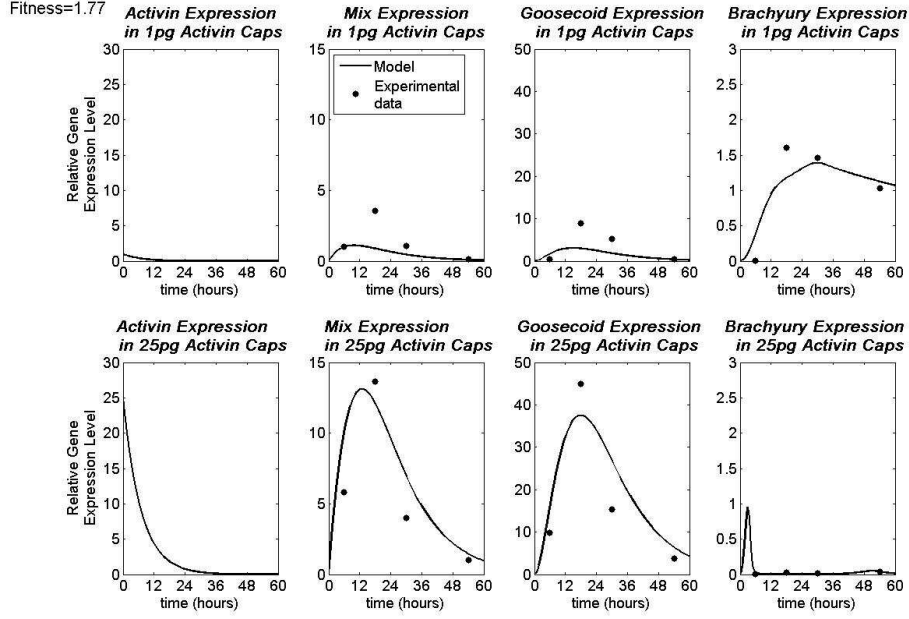 Fitness=1.77
Activin Expression
in 1pg Activin Caps
Mix Expression
in 1pg Activin Caps
Goosecoid Expression
in 1pg Activin Caps
Brachyury Expression
in 1pg Activin Caps
Relative Gene
Expression Level
30
25
20
15
10
5
0
0 12 24 36 48 60
time (hours)
15
10
5
0
Model
Experimental
data
0 12 24 36 48 60
time (hours)
50
40
30
20
10
0
0 12 24 36 48 60
time (hours)
3
2.5
2
1.5
1
0.5
0
0 12 24 36 48 60
time (hours)
Activin Expression
in 25pg Activin Caps
Mix Expression
in 25pg Activin Caps
Goosecoid Expression
in 25pg Activin Caps
Brachyury Expression
in 25pg Activin Caps
Relative Gene
Expression Level
30
25
20
15
10
5
0
0 12 24 36 48 60
time (hours)
15
10
5
0
0 12 24 36 48 60
time (hours)
50
40
30
20
10
0
0 12 24 36 48 60
time (hours)
3
2.5
2
1.5
1
0.5
0
0 12 24 36 48 60
time (hours)